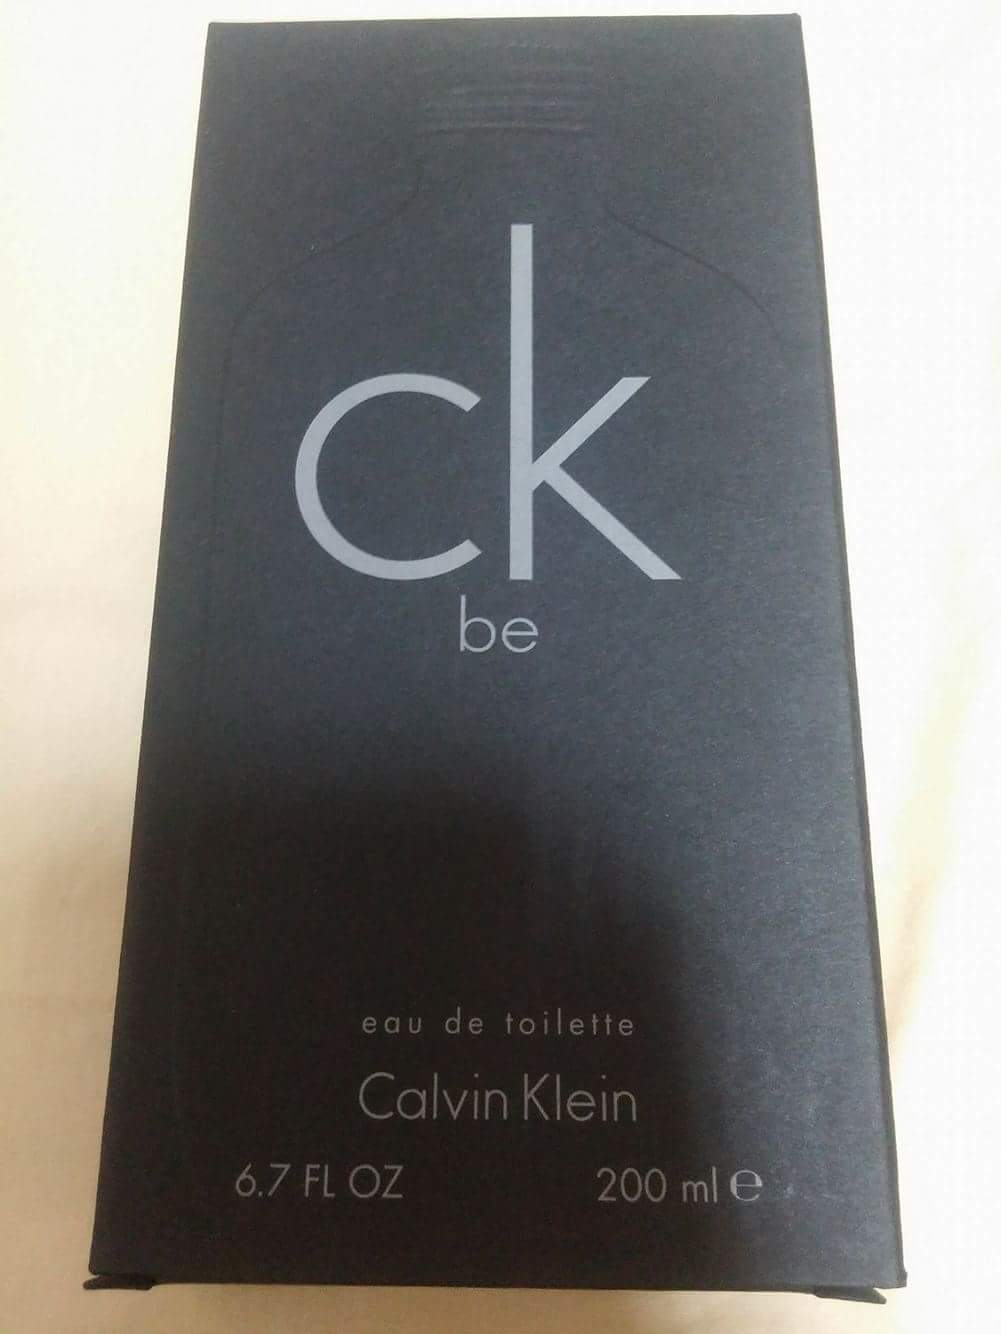 ck
be
eau de toilette
Calvin Klein
6.7 FL OZ 200 ml ℮